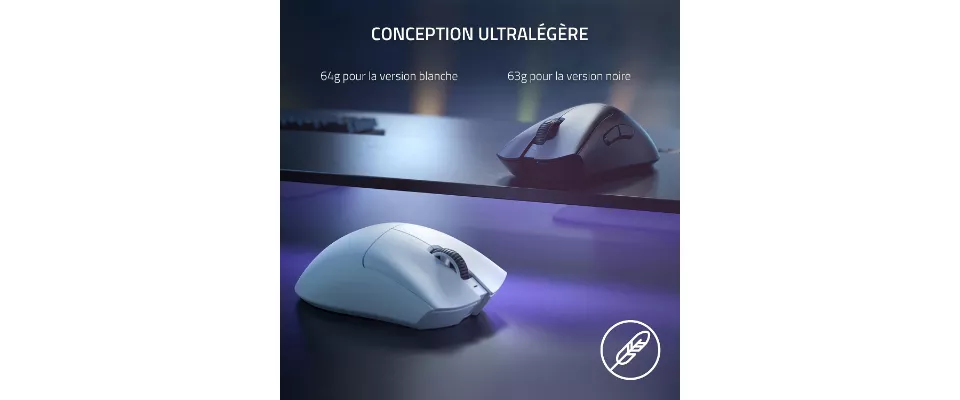 CONCEPTION ULTRALÉGÈRE
64g pour la version blanche
63g pour la version noire